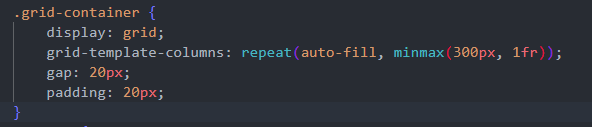 .grid-container {
    display: grid;
    grid-template-columns: repeat(auto-fill, minmax(300px, 1fr));
    gap: 20px;
    padding: 20px;
}